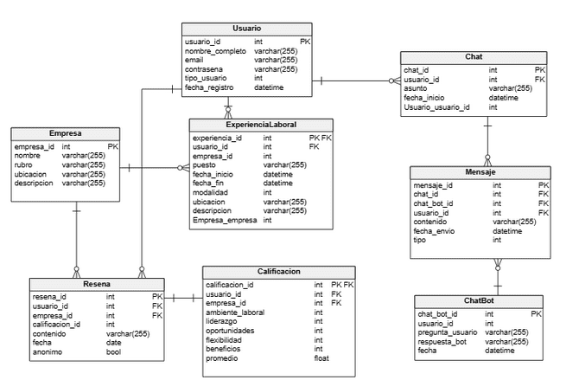 Usuario
usuario_id int PK
nombre_completo varchar(255)
email varchar(255)
contrasena varchar(255)
tipo_usuario int
fecha_registro datetime
Chat
chat_id int PK
usuario_id int FK
asunto varchar(255)
fecha_inicio datetime
Usuario_usuario_id int
ExperienciaLaboral
experiencia_id int PK FK
usuario_id int FK
empresa_id int
puesto varchar(255)
fecha_inicio datetime
fecha_fin datetime
modalidad int
ubicacion varchar(255)
descripcion varchar(255)
Empresa_empresa int
Empresa
empresa_id int PK
nombre varchar(255)
rubro varchar(255)
ubicacion varchar(255)
descripcion varchar(255)
Mensaje
mensaje_id int PK
chat_id int FK
chat_bot_id int FK
usuario_id int FK
contenido varchar(255)
fecha_envio datetime
tipo int
Resena
resena_id int PK
usuario_id int FK
empresa_id int FK
calificacion_id int
contenido varchar(255)
fecha date
anonimo bool
Calificacion
calificacion_id int PK FK
usuario_id int FK
empresa_id int FK
ambiente_laboral int
liderazgo int
oportunidades int
flexibilidad int
beneficios int
promedio float
ChatBot
chat_bot_id int PK
usuario_id int
pregunta_usuario varchar(255)
respuesta_bot varchar(255)
fecha datetime